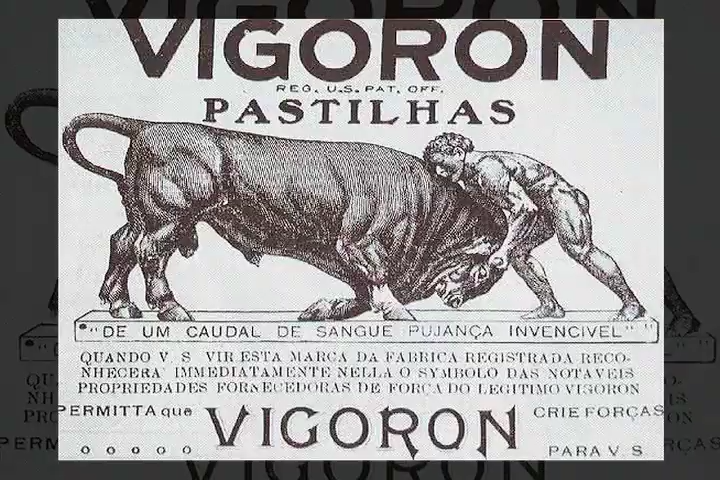 VIGORON
REG. U.S. PAT. OFF.
PASTILHAS
"DE UM CAUDAL DE SANGUE PUJANÇA INVENCIVEL"
QUANDO V. S. VIR ESTA MARCA DA FABRICA REGISTRADA RECO-
NHECERA' IMMEDIATAMENTE NELLA O SYMBOLO DAS NOTAVEIS
PROPRIEDADES FORNECEDORAS DE FORÇA DO LEGITIMO VIGORON
PERMITTA que VIGORON CRIE FORÇAS
PARA V. S.